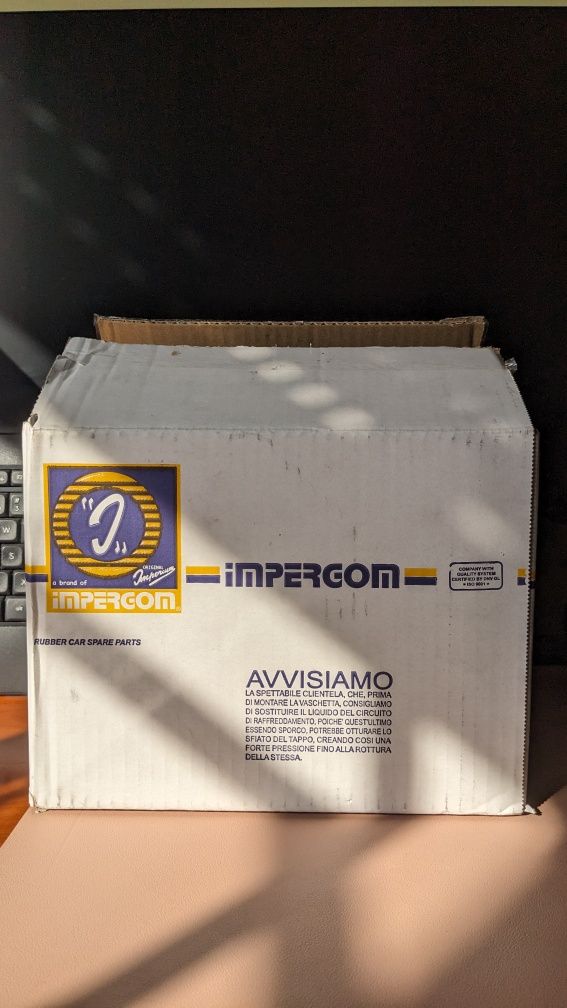 "I"
ORIGINAL
Imperium
a brand of
IMPERGOM
IMPERGOM
COMPANY WITH
QUALITY SYSTEM
CERTIFIED BY DNV GL
= ISO 9001 =
RUBBER CAR SPARE PARTS
AVVISIAMO
LA SPETTABILE CLIENTELA, CHE, PRIMA
DI MONTARE LA VASCHETTA, CONSIGLIAMO
DI SOSTITUIRE IL LIQUIDO DEL CIRCUITO
DI RAFFREDDAMENTO, POICHE' QUEST'ULTIMO
ESSENDO SPORCO, POTREBBE OTTURARE LO
SFIATO DEL TAPPO, CREANDO COSI UNA
FORTE PRESSIONE FINO ALLA ROTTURA
DELLA STESSA.
W
S